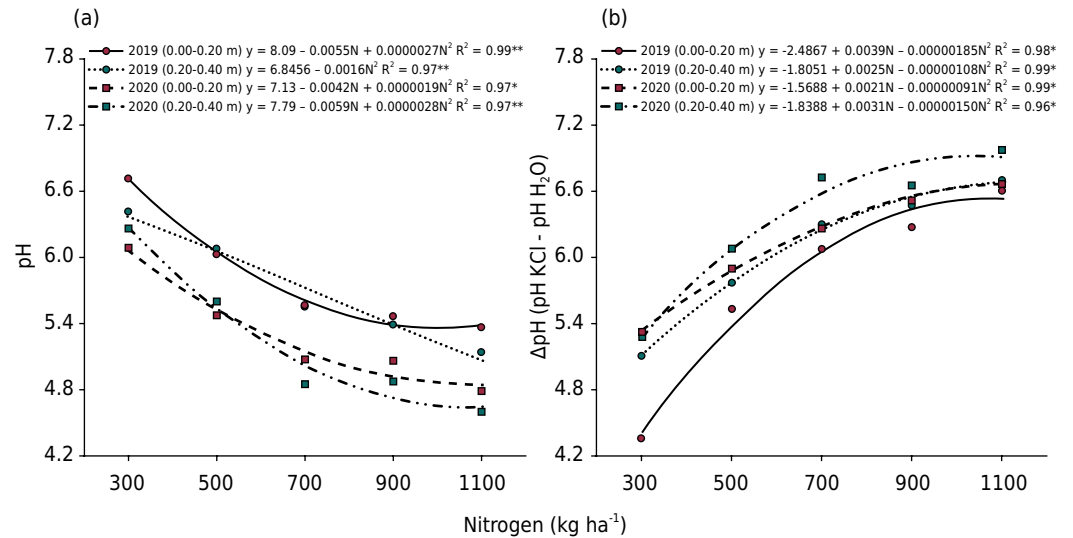 (a)
(b)
2019 (0.00-0.20 m) y = 8.09 – 0.0055N + 0.0000027N² R² = 0.99**
2019 (0.20-0.40 m) y = 6.8456 – 0.0016N² R² = 0.97**
2020 (0.00-0.20 m) y = 7.13 – 0.0042N + 0.0000019N² R² = 0.97*
2020 (0.20-0.40 m) y = 7.79 – 0.0059N + 0.0000028N² R² = 0.97**
2019 (0.00-0.20 m) y = -2.4867 + 0.0039N – 0.00000185N² R² = 0.98*
2019 (0.20-0.40 m) y = -1.8051 + 0.0025N – 0.00000108N² R² = 0.99*
2020 (0.00-0.20 m) y = -1.5688 + 0.0021N – 0.00000091N² R² = 0.99*
2020 (0.20-0.40 m) y = -1.8388 + 0.0031N – 0.00000150N² R² = 0.96*
pH
7.8
7.2
6.6
6.0
5.4
4.8
4.2
300 500 700 900 1100
ΔpH (pH KCl - pH H₂O)
7.8
7.2
6.6
6.0
5.4
4.8
4.2
300 500 700 900 1100
Nitrogen (kg ha⁻¹)